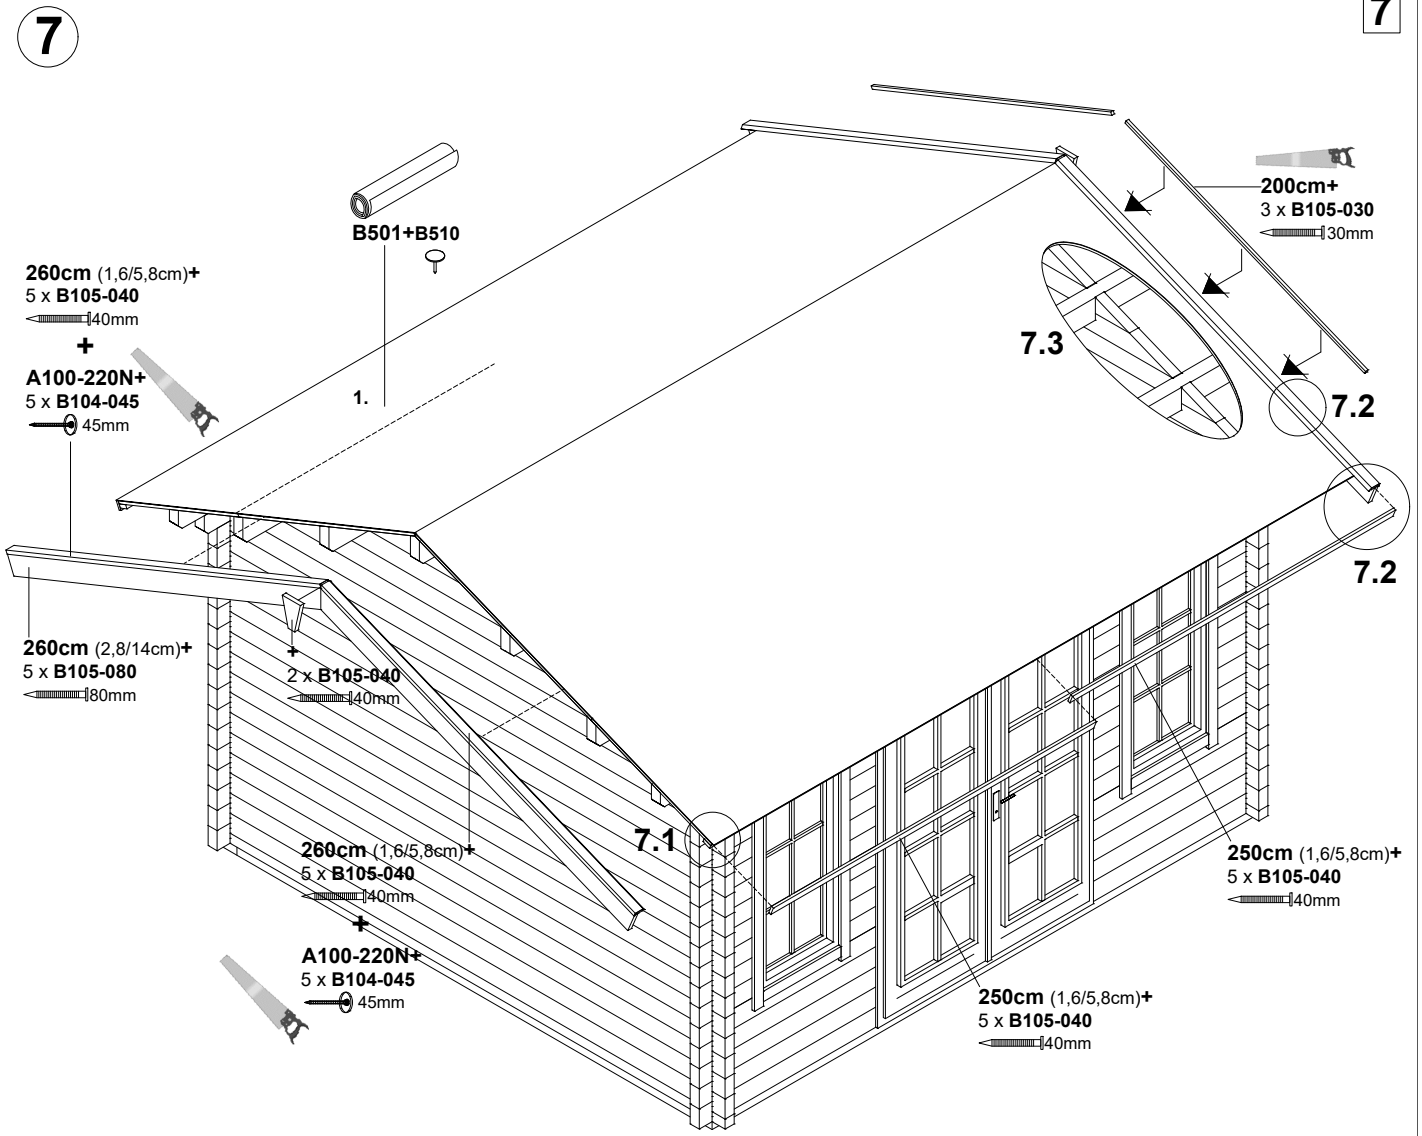 7
7
B501+B510
1.
260cm (1,6/5,8cm)+
5 x B105-040
40mm
+
A100-220N+
5 x B104-045
45mm
200cm+
3 x B105-030
30mm
7.3
7.2
7.2
260cm (2,8/14cm)+
5 x B105-080
80mm
+
2 x B105-040
40mm
7.1
260cm (1,6/5,8cm)+
5 x B105-040
40mm
+
A100-220N+
5 x B104-045
45mm
250cm (1,6/5,8cm)+
5 x B105-040
40mm
250cm (1,6/5,8cm)+
5 x B105-040
40mm